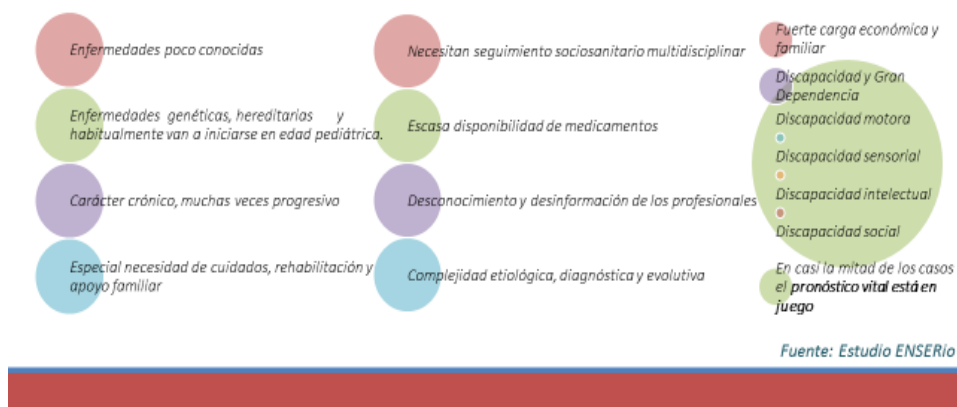 Enfermedades poco conocidas
Enfermedades genéticas, hereditarias y
habitualmente van a iniciarse en edad pediátrica.
Carácter crónico, muchas veces progresivo
Especial necesidad de cuidados, rehabilitación y
apoyo familiar
Necesitan seguimiento sociosanitario multidisciplinar
Escasa disponibilidad de medicamentos
Desconocimiento y desinformación de los profesionales
Complejidad etiológica, diagnóstica y evolutiva
Fuerte carga económica y
familiar
Discapacidad y Gran
Dependencia
Discapacidad motora
Discapacidad sensorial
Discapacidad intelectual
Discapacidad social
En casi la mitad de los casos
el pronóstico vital está en
juego
Fuente: Estudio ENSERio